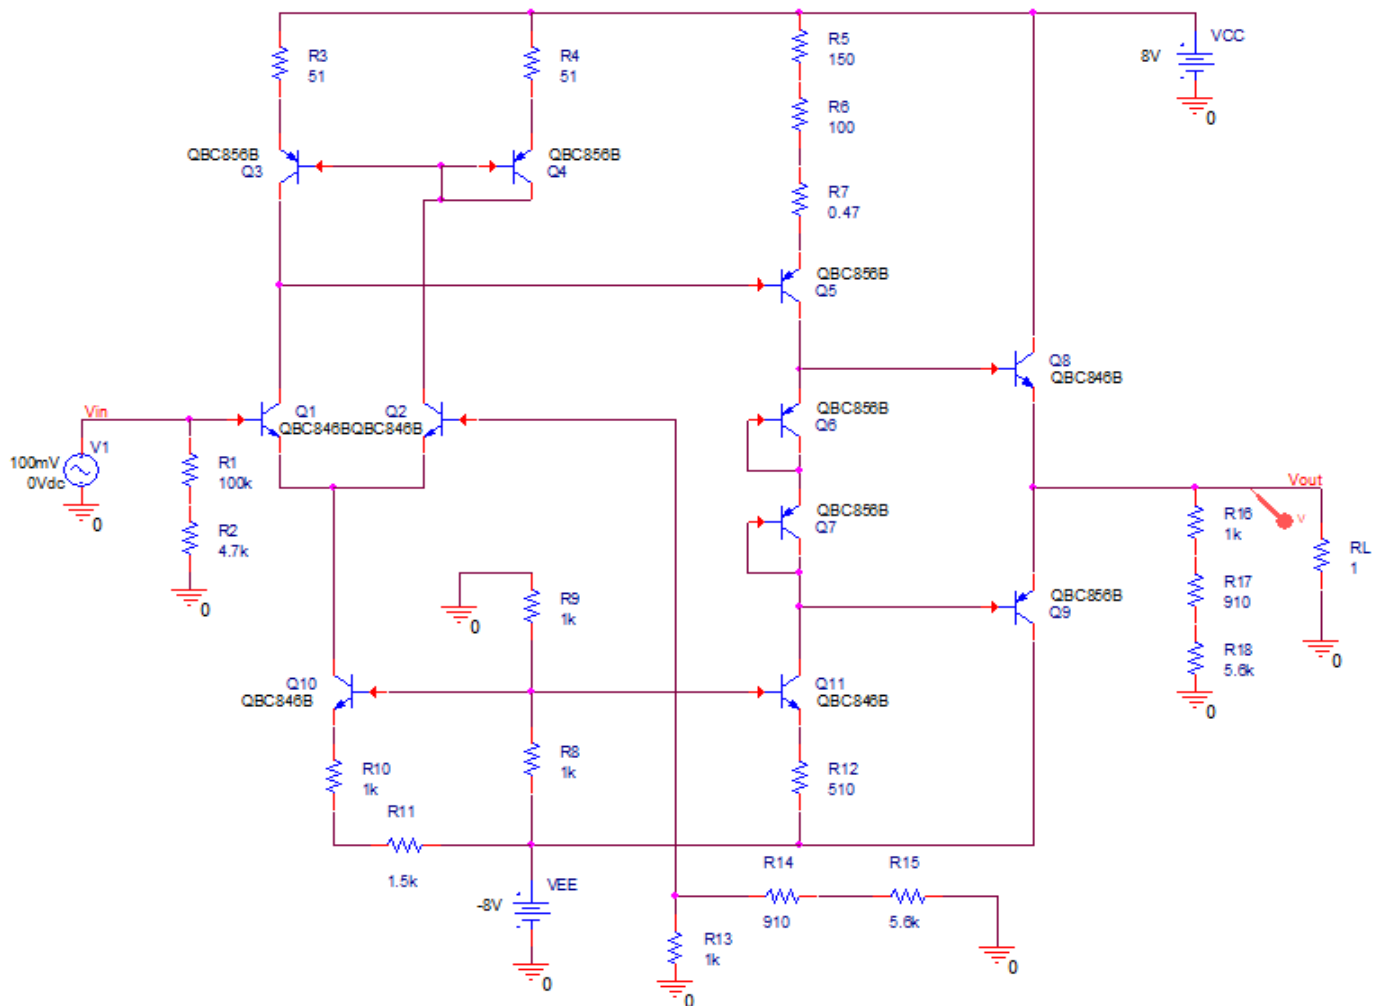 R3
51
R4
51
R5
150
VCC
8V
0
R6
100
QBC856B
Q3
QBC856B
Q4
R7
0.47
QBC856B
Q5
Q8
QBC846B
Vin
Q1
QBC846B
Q2
QBC846B
QBC856B
Q6
V1
100mV
0Vdc
0
R1
100k
R2
4.7k
0
QBC856B
Q7
Vout
V
R16
1k
RL
1
0
R9
1k
0
QBC856B
Q9
R17
910
R18
5.6k
0
Q10
QBC846B
Q11
QBC846B
R10
1k
R8
1k
R12
510
R11
1.5k
VEE
-8V
0
R14
910
R15
5.6k
0
R13
1k
0